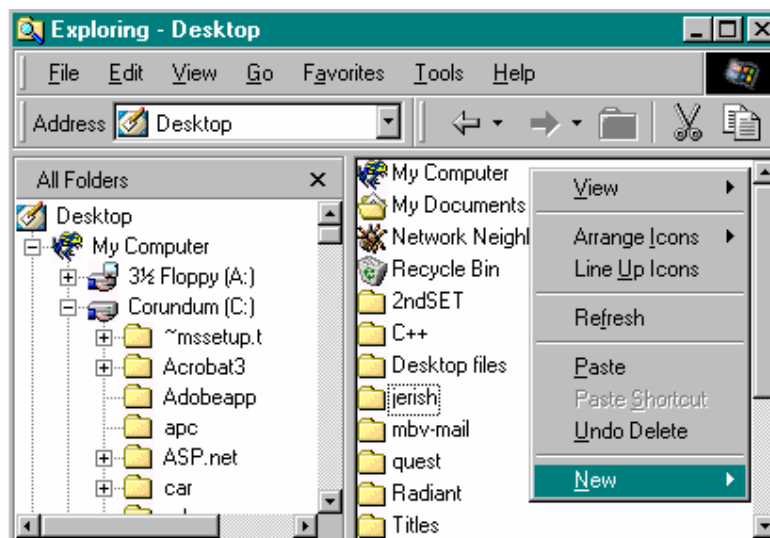 Exploring - Desktop
File Edit View Go Favorites Tools Help
Address Desktop
All Folders
Desktop
My Computer
3½ Floppy (A:)
Corundum (C:)
~mssetup.t
Acrobat3
Adobeapp
apc
ASP.net
car
My Computer
My Documents
Network Neighl
Recycle Bin
2ndSET
C++
Desktop files
jerish
mbv-mail
quest
Radiant
Titles
View
Arrange Icons
Line Up Icons
Refresh
Paste
Paste Shortcut
Undo Delete
New